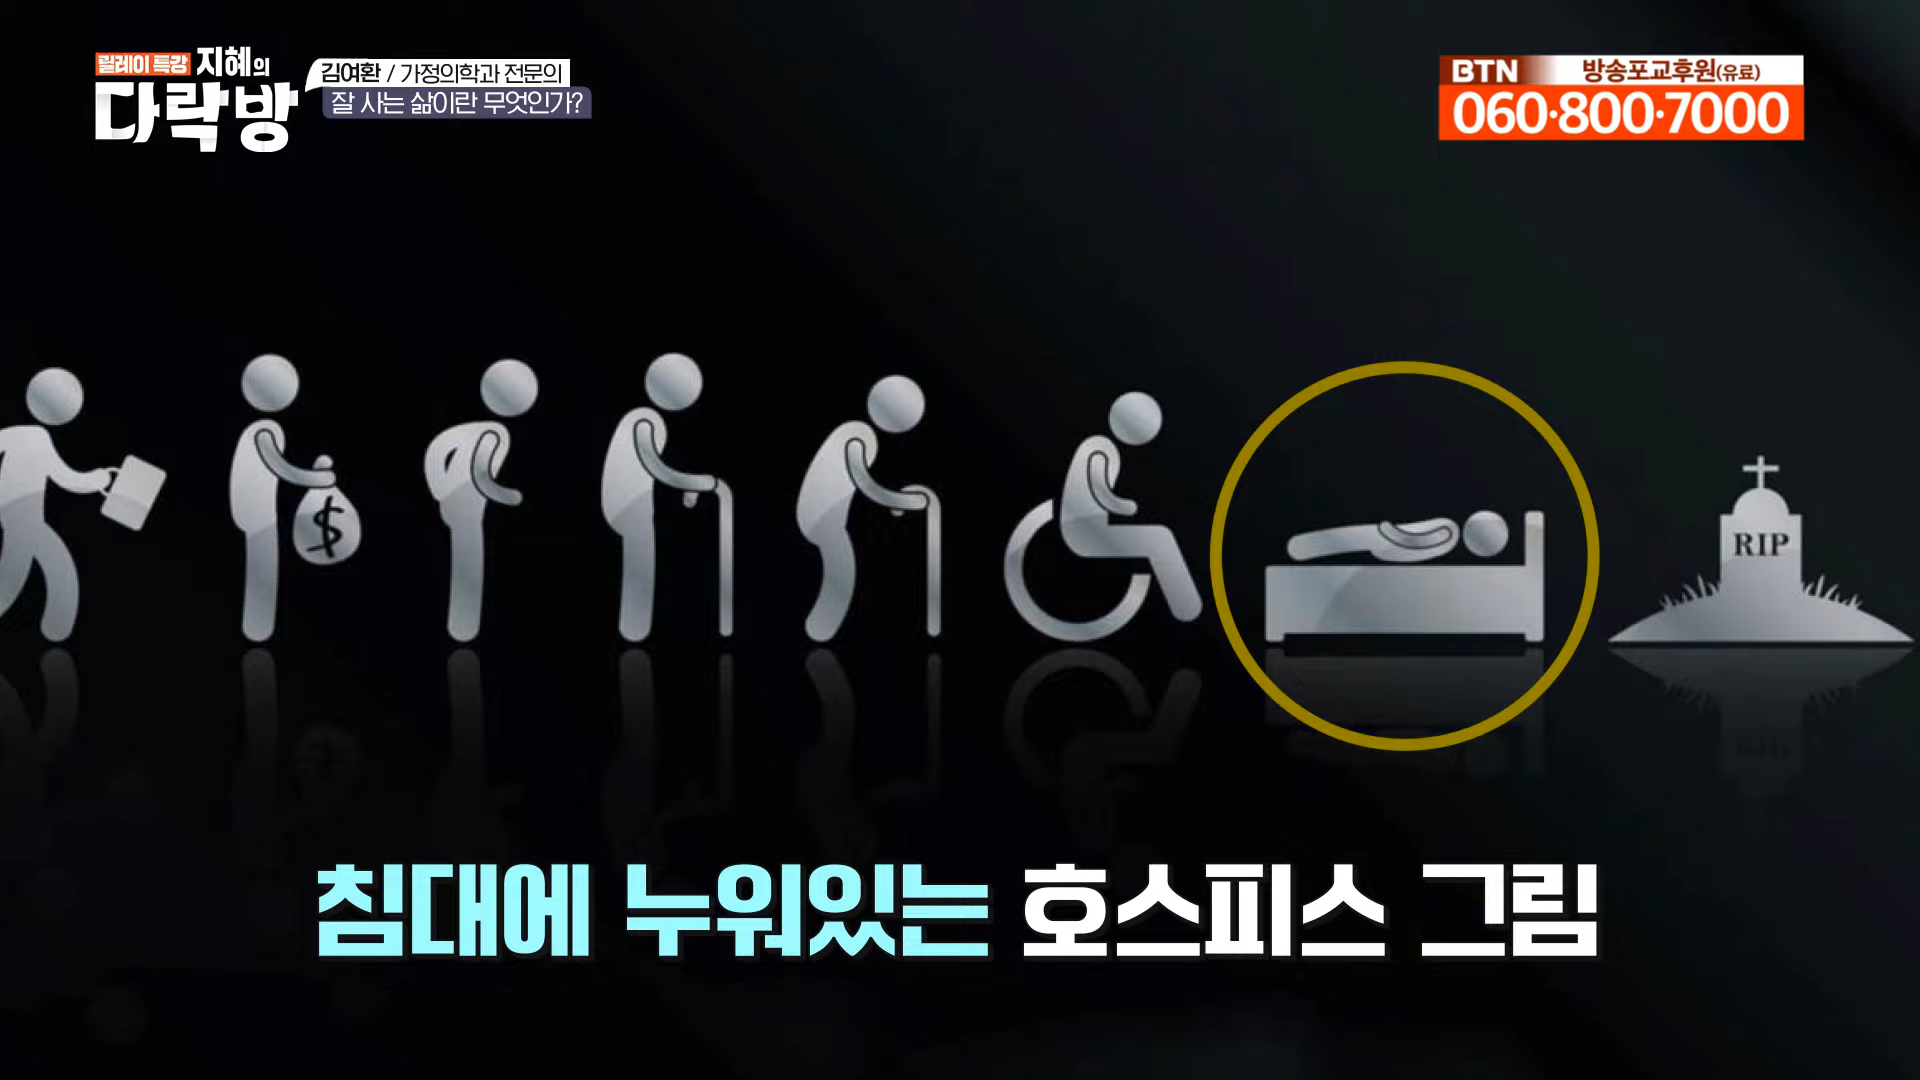 릴레이 특강 지혜의
다락방
김여환 / 가정의학과 전문의
잘 사는 삶이란 무엇인가?
BTN 방송포교후원(유료)
060·800·7000
$
RIP
침대에 누워있는 호스피스 그림